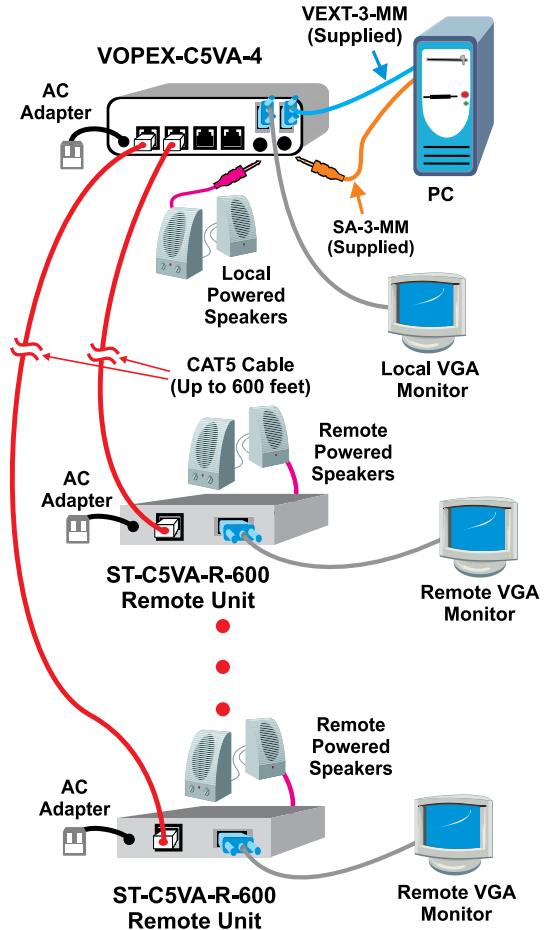 VEXT-3-MM
(Supplied)
VOPEX-C5VA-4
AC
Adapter
PC
SA-3-MM
(Supplied)
Local
Powered
Speakers
Local VGA
Monitor
CAT5 Cable
(Up to 600 feet)
Remote
Powered
Speakers
AC
Adapter
ST-C5VA-R-600
Remote Unit
Remote VGA
Monitor
Remote
Powered
Speakers
AC
Adapter
ST-C5VA-R-600
Remote Unit
Remote VGA
Monitor